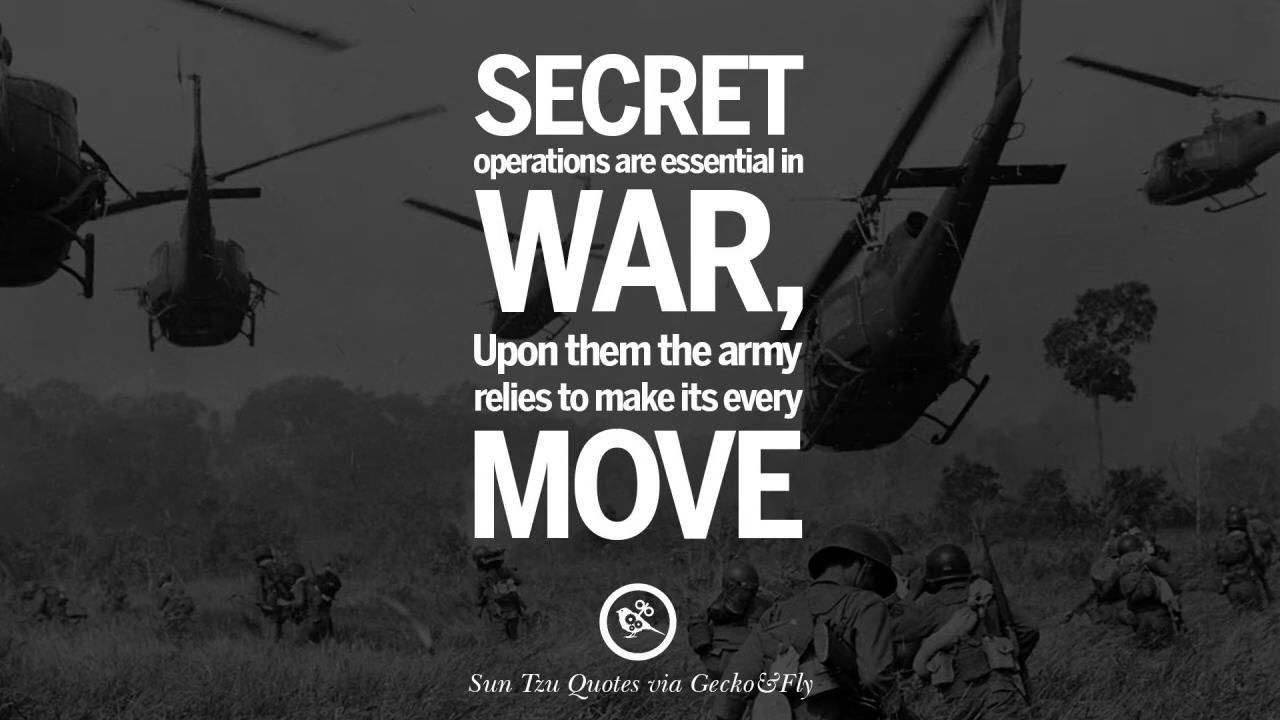 SECRET
operations are essential in
WAR,
Upon them the army
relies to make its every
MOVE
Sun Tzu Quotes via Gecko&Fly